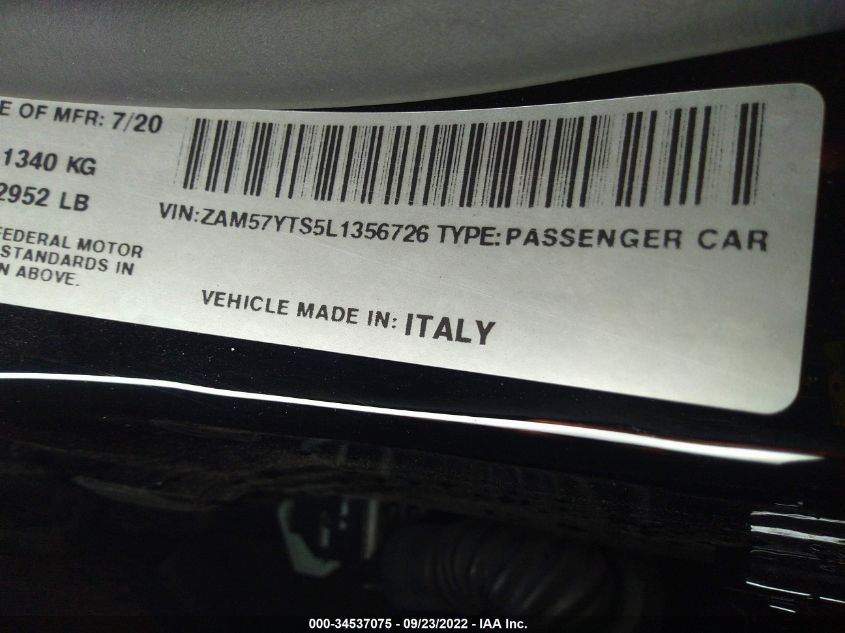 E OF MFR: 7/20
1340 KG
2952 LB
VIN:ZAM57YTS5L1356726 TYPE:PASSENGER CAR
FEDERAL MOTOR
STANDARDS IN
N ABOVE.
VEHICLE MADE IN: ITALY
000-34537075 - 09/23/2022 - IAA Inc.